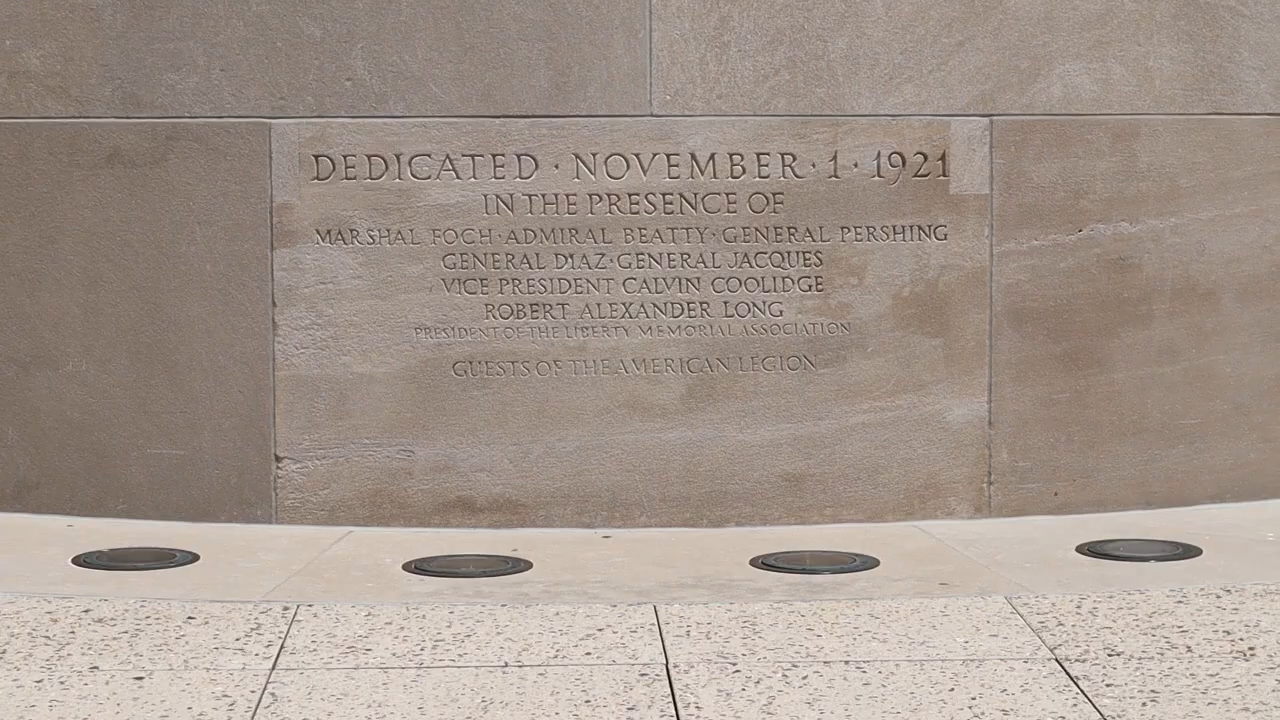 DEDICATED · NOVEMBER · 1 · 1921
IN THE PRESENCE OF
MARSHAL FOCH · ADMIRAL BEATTY · GENERAL PERSHING
GENERAL DIAZ · GENERAL JACQUES
VICE PRESIDENT CALVIN COOLIDGE
ROBERT ALEXANDER LONG
PRESIDENT OF THE LIBERTY MEMORIAL ASSOCIATION
GUESTS OF THE AMERICAN LEGION